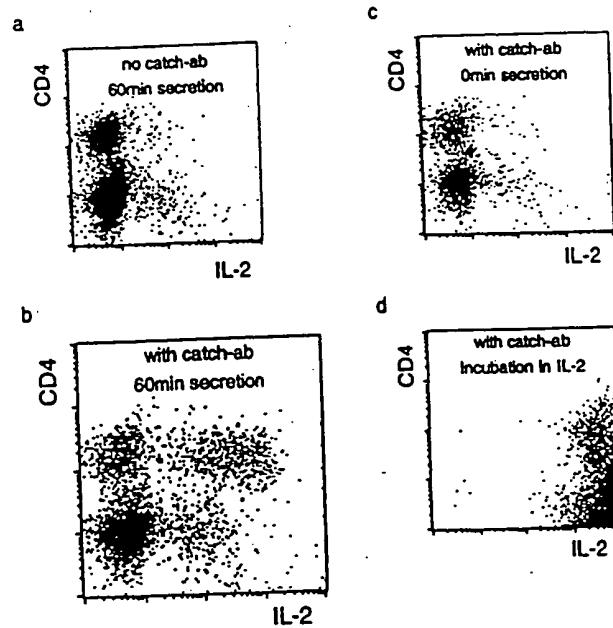 a
no catch-ab
60min secretion
CD4
IL-2
b
with catch-ab
60min secretion
CD4
IL-2
c
with catch-ab
0min secretion
CD4
IL-2
d
with catch-ab
incubation in IL-2
CD4
IL-2